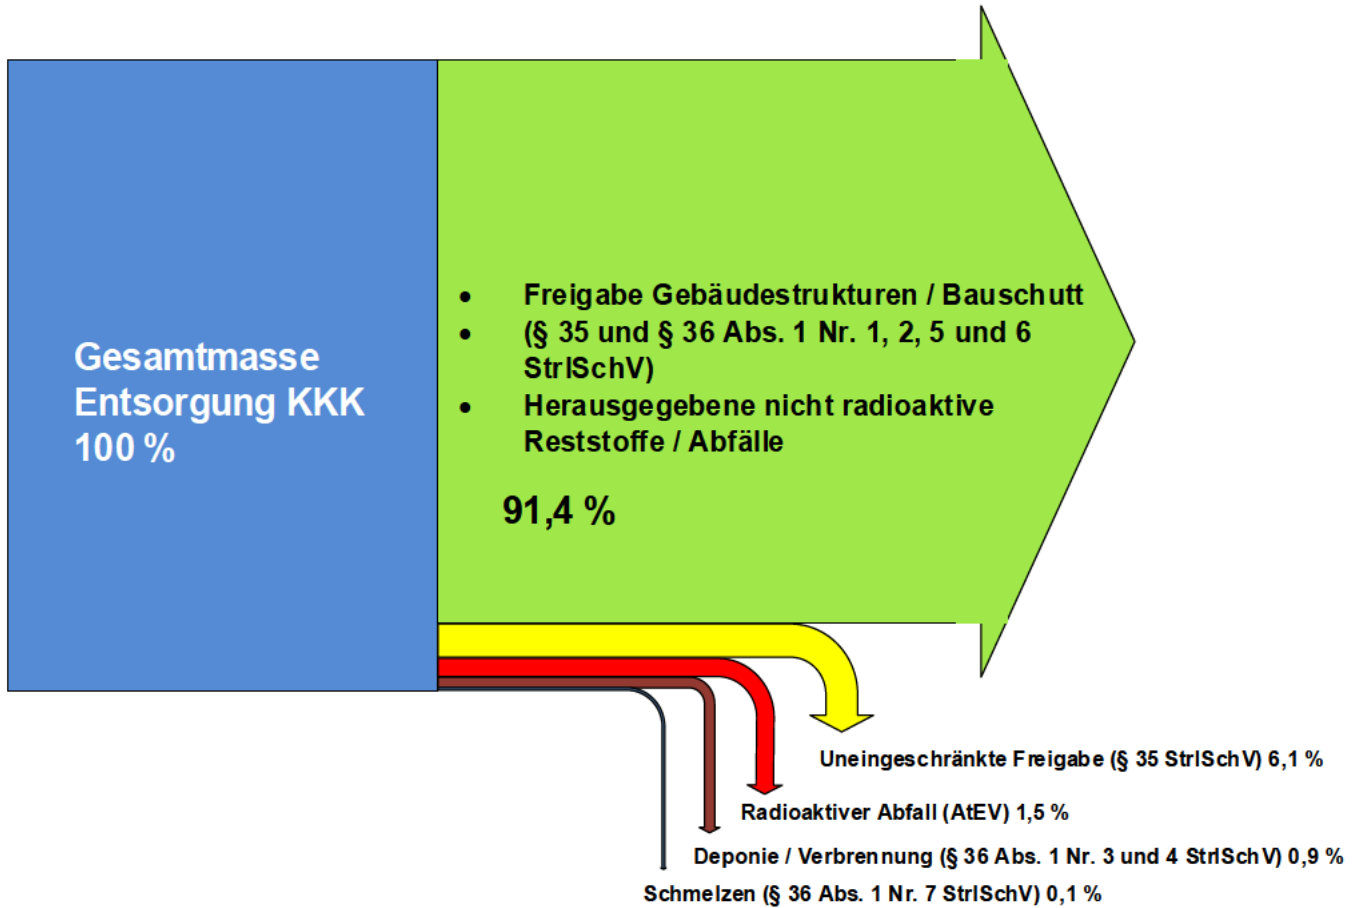 Gesamtmasse
Entsorgung KKK
100 %
• Freigabe Gebäudestrukturen / Bauschutt
• (§ 35 und § 36 Abs. 1 Nr. 1, 2, 5 und 6
StrlSchV)
• Herausgegebene nicht radioaktive
Reststoffe / Abfälle
91,4 %
Uneingeschränkte Freigabe (§ 35 StrlSchV) 6,1 %
Radioaktiver Abfall (AtEV) 1,5 %
Deponie / Verbrennung (§ 36 Abs. 1 Nr. 3 und 4 StrlSchV) 0,9 %
Schmelzen (§ 36 Abs. 1 Nr. 7 StrlSchV) 0,1 %